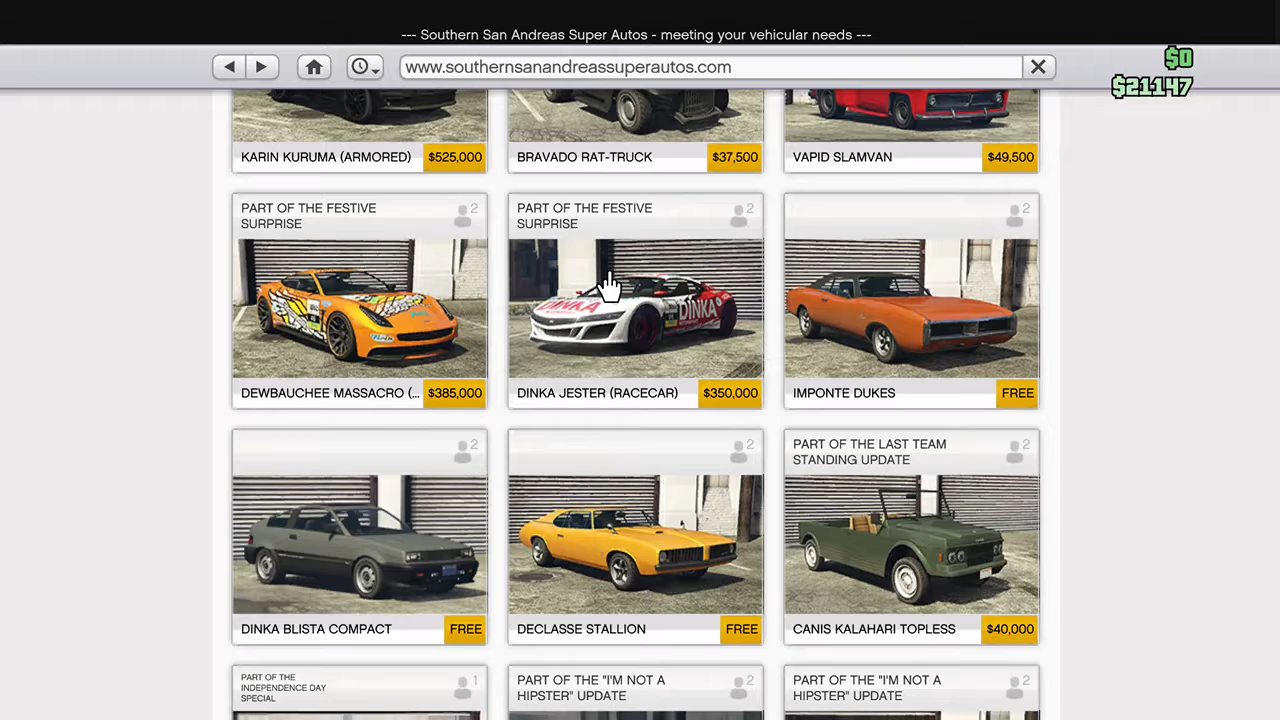 --- Southern San Andreas Super Autos - meeting your vehicular needs ---
www.southernsanandreassuperautos.com
$0
$21,147
KARIN KURUMA (ARMORED) $525,000
BRAVADO RAT-TRUCK $37,500
VAPID SLAMVAN $49,500
PART OF THE FESTIVE
SURPRISE
2
DEWBAUCHEE MASSACRO (... $385,000
PART OF THE FESTIVE
SURPRISE
2
DINKA
DINKA
DINKA JESTER (RACECAR) $350,000
2
IMPONTE DUKES FREE
2
DINKA BLISTA COMPACT FREE
2
DECLASSE STALLION FREE
PART OF THE LAST TEAM
STANDING UPDATE
2
CANIS KALAHARI TOPLESS $40,000
PART OF THE
INDEPENDENCE DAY
SPECIAL
1
PART OF THE "I'M NOT A
HIPSTER" UPDATE
2
PART OF THE "I'M NOT A
HIPSTER" UPDATE
2